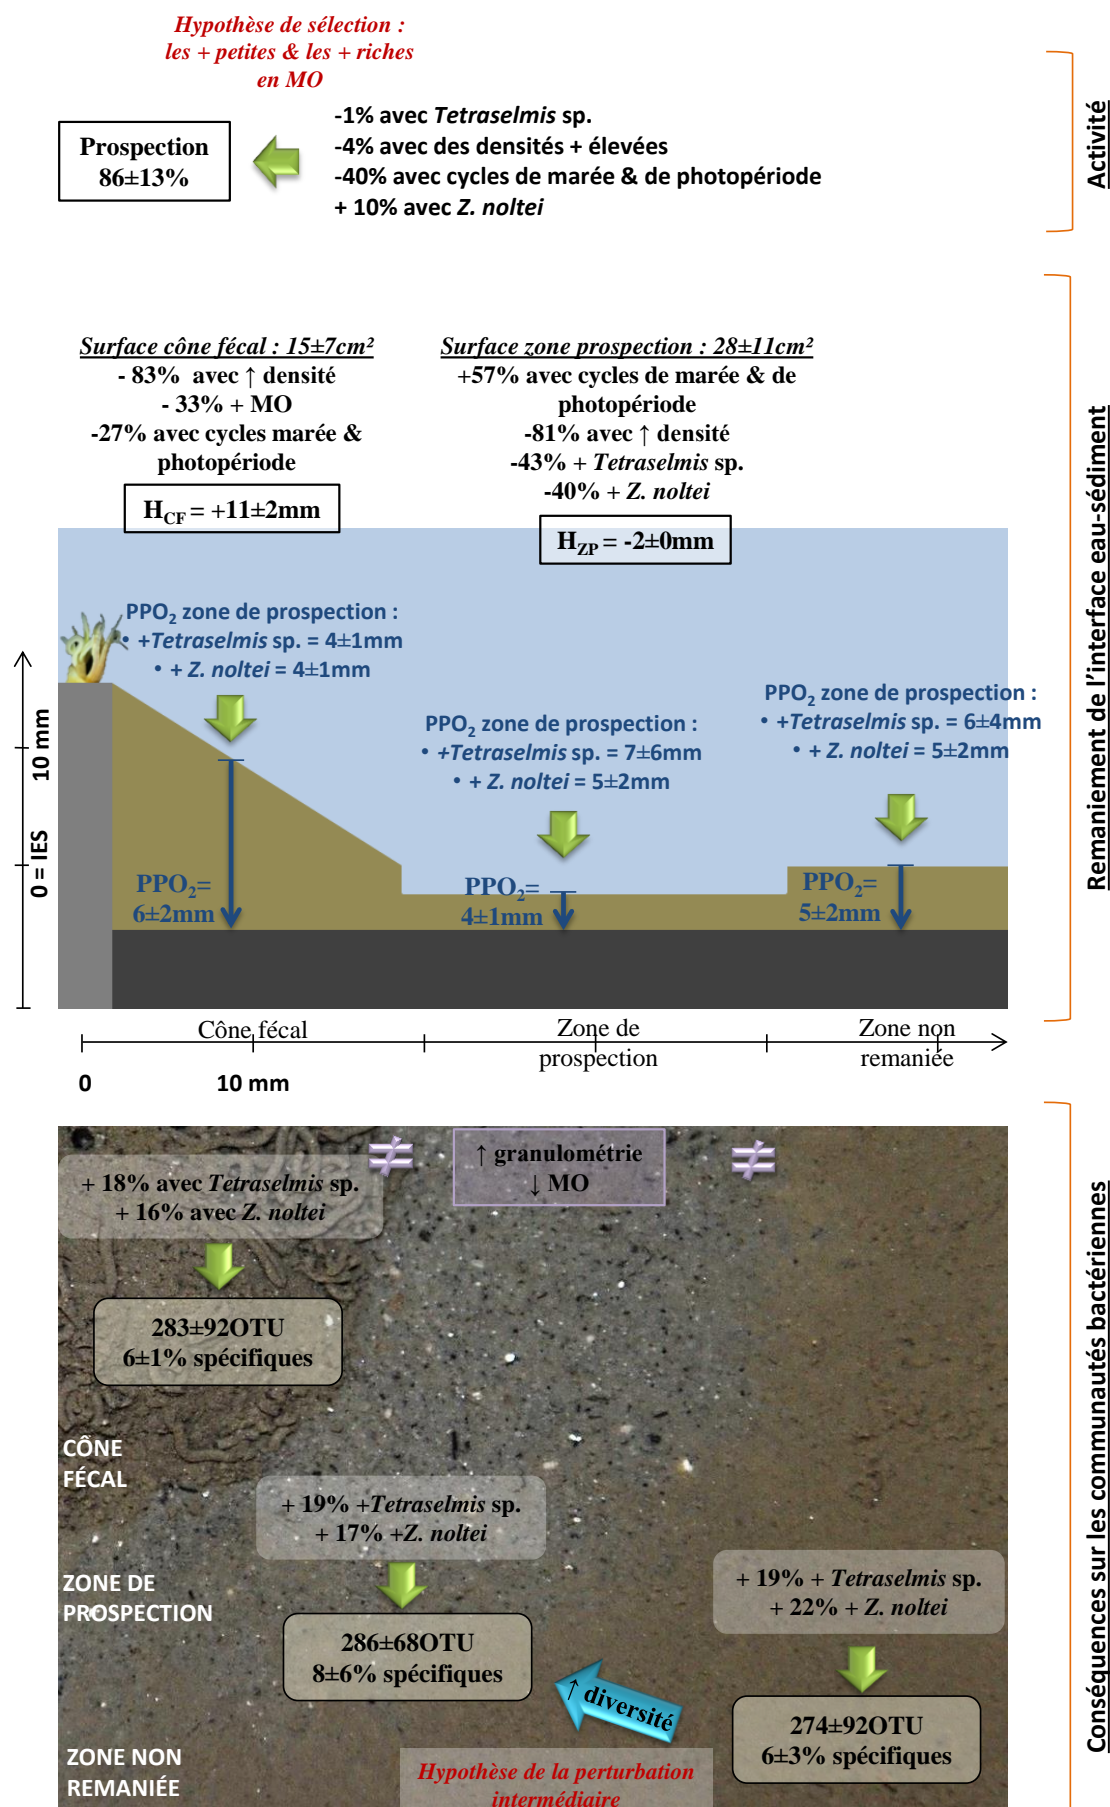 Hypothèse de sélection :
les + petites & les + riches
en MO
Prospection
86±13%
-1% avec Tetraselmis sp.
-4% avec des densités + élevées
-40% avec cycles de marée & de photopériode
+ 10% avec Z. noltei
Activité
Surface cône fécal : 15±7cm²
- 83% avec ↑ densité
- 33% + MO
-27% avec cycles marée &
photopériode
H_CF = +11±2mm
Surface zone prospection : 28±11cm²
+57% avec cycles de marée & de
photopériode
-81% avec ↑ densité
-43% + Tetraselmis sp.
-40% + Z. noltei
H_ZP = -2±0mm
PPO₂ zone de prospection :
• +Tetraselmis sp. = 4±1mm
• + Z. noltei = 4±1mm
PPO₂ zone de prospection :
• +Tetraselmis sp. = 7±6mm
• + Z. noltei = 5±2mm
PPO₂ zone de prospection :
• +Tetraselmis sp. = 6±4mm
• + Z. noltei = 5±2mm
PPO₂=
6±2mm
PPO₂=
4±1mm
PPO₂=
5±2mm
0 = IES
10 mm
Cône fécal
Zone de
prospection
Zone non
remaniée
0
10 mm
Remaniement de l'interface eau-sédiment
≠
↑ granulométrie
↓ MO
≠
+ 18% avec Tetraselmis sp.
+ 16% avec Z. noltei
283±92OTU
6±1% spécifiques
CÔNE
FÉCAL
+ 19% +Tetraselmis sp.
+ 17% +Z. noltei
ZONE DE
PROSPECTION
286±68OTU
8±6% spécifiques
+ 19% + Tetraselmis sp.
+ 22% + Z. noltei
↑ diversité
274±92OTU
6±3% spécifiques
ZONE NON
REMANIÉE
Hypothèse de la perturbation
intermédiaire
Conséquences sur les communautés bactériennes